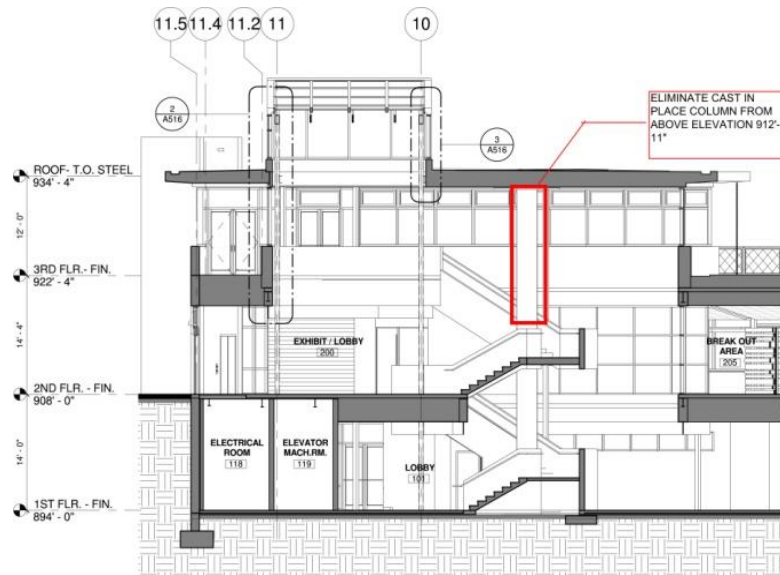 11.5 11.4 11.2 11 10
2
A516
3
A516
ELIMINATE CAST IN
PLACE COLUMN FROM
ABOVE ELEVATION 912'-
11"
ROOF- T.O. STEEL
934' - 4"
12' - 0"
3RD FLR.- FIN.
922' - 4"
14' - 4"
EXHIBIT / LOBBY
200
BREAK OUT
AREA
205
2ND FLR. - FIN.
908' - 0"
14' - 0"
ELECTRICAL
ROOM
118
ELEVATOR
MACH.RM.
119
LOBBY
101
1ST FLR. - FIN.
894' - 0"